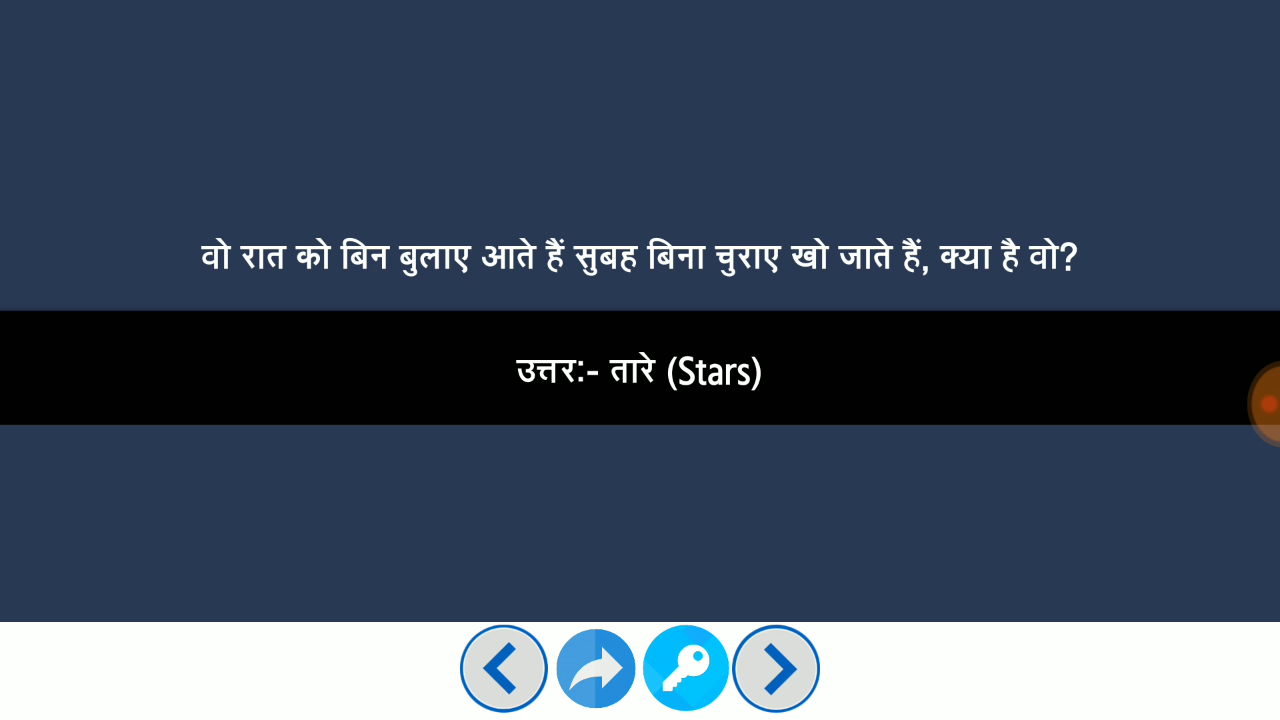 वो रात को बिन बुलाए आते हैं सुबह बिना चुराए खो जाते हैं, क्या है वो?
उत्तर:- तारे (Stars)